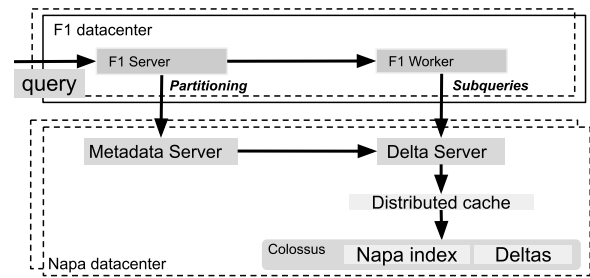 F1 datacenter
F1 Server
F1 Worker
query
Partitioning
Subqueries
Metadata Server
Delta Server
Distributed cache
Colossus
Napa index
Deltas
Napa datacenter